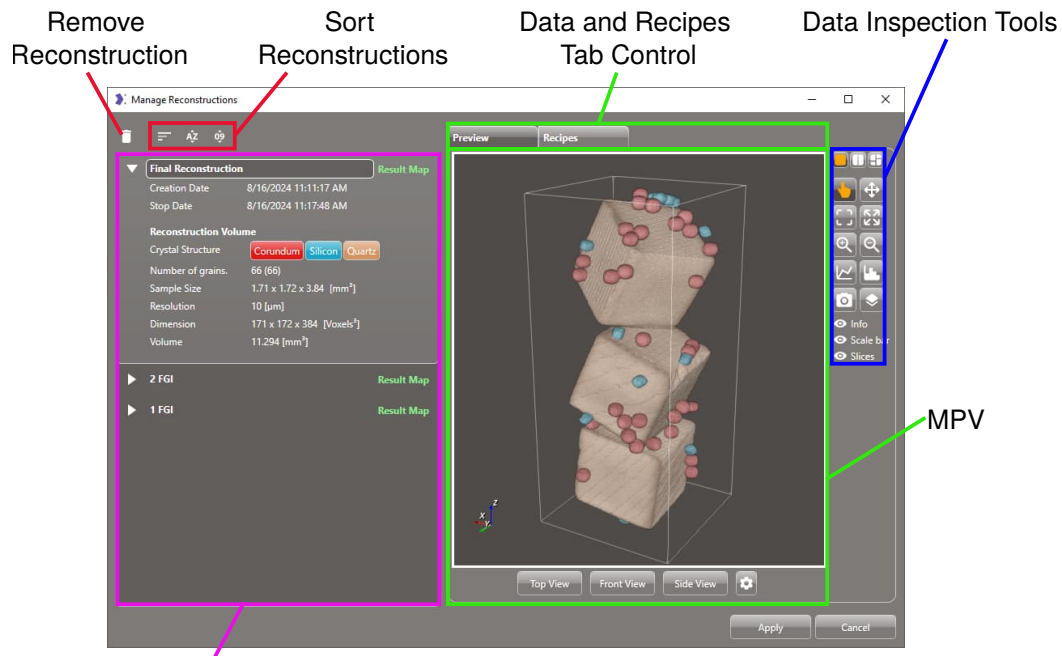 Remove
Reconstruction
Sort
Reconstructions
Data and Recipes
Tab Control
Data Inspection Tools
Manage Reconstructions
AZ 09
Preview Recipes
Final Reconstruction Result Map
Creation Date 8/16/2024 11:11:17 AM
Stop Date 8/16/2024 11:17:48 AM
Reconstruction Volume
Crystal Structure Corundum Silicon Quartz
Number of grains. 66 (66)
Sample Size 1.71 x 1.72 x 3.84 [mm³]
Resolution 10 [µm]
Dimension 171 x 172 x 384 [Voxels³]
Volume 11.294 [mm³]
2 FGI Result Map
1 FGI Result Map
Info
Scale bar
Slices
MPV
z
x
y
Top View Front View Side View
Apply Cancel